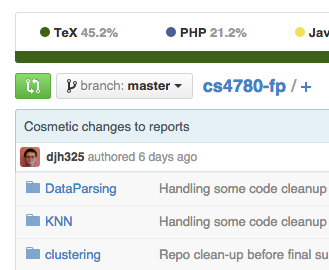 TeX 45.2% PHP 21.2% Jav
branch: master cs4780-fp / +
Cosmetic changes to reports
djh325 authored 6 days ago
DataParsing Handling some code cleanup
KNN Handling some code cleanup
clustering Repo clean-up before final su